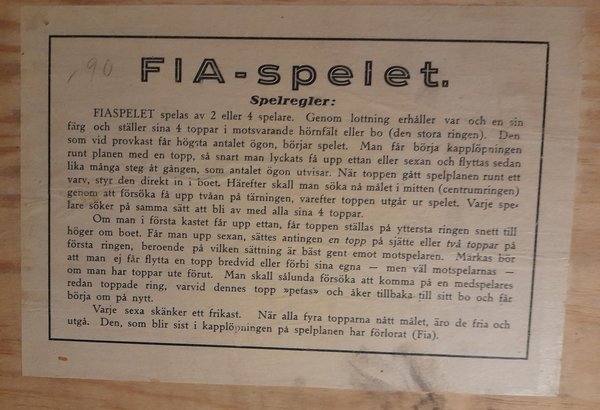 ,90
FIA-spelet.
Spelregler:
FIASPELET spelas av 2 eller 4 spelare. Genom lottning erhåller var och en sin
färg och ställer sina 4 toppar i motsvarande hörnfält eller bo (den stora ringen). Den
som vid provkast får högsta antalet ögon, börjar spelet. Man får börja kapplöpningen
runt planen med en topp, så snart man lyckats få upp ettan eller sexan och flyttas sedan
lika många steg åt gången, som antalet ögon utvisar. När toppen gått spelplanen runt ett
varv, styr den direkt in i boet. Härefter skall man söka nå målet i mitten (centrumringen)
genom att försöka få upp tvåan på tärningen, varefter toppen utgår ur spelet. Varje spe-
lare söker på samma sätt att bli av med alla sina 4 toppar.
Om man i första kastet får upp ettan, får toppen ställas på yttersta ringen snett till
höger om boet. Får man upp sexan, sättes antingen en topp på sjätte eller två toppar på
första ringen, beroende på vilken sättning är bäst gent emot motspelaren. Märkas bör
att man ej får flytta en topp bredvid eller förbi sina egna — men väl motspelarnas —
om man har toppar ute förut. Man skall sålunda försöka att komma på en medspelares
redan toppade ring, varvid dennes topp »petas» och åker tillbaka till sitt bo och får
börja om på nytt.
Varje sexa skänker ett frikast. När alla fyra topparna nått målet, äro de fria och
utgå. Den, som blir sist i kapplöpningen på spelplanen har förlorat (Fia).